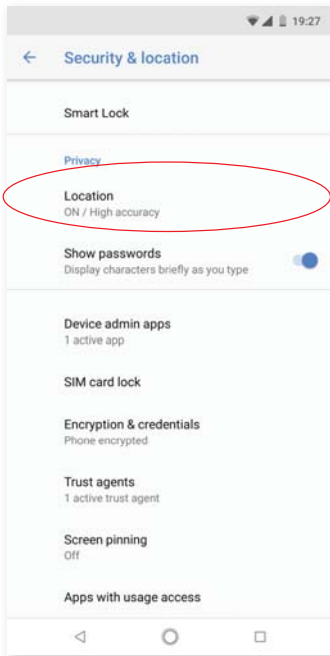 19:27
Security & location
Smart Lock
Privacy
Location
ON / High accuracy
Show passwords
Display characters briefly as you type
Device admin apps
1 active app
SIM card lock
Encryption & credentials
Phone encrypted
Trust agents
1 active trust agent
Screen pinning
Off
Apps with usage access